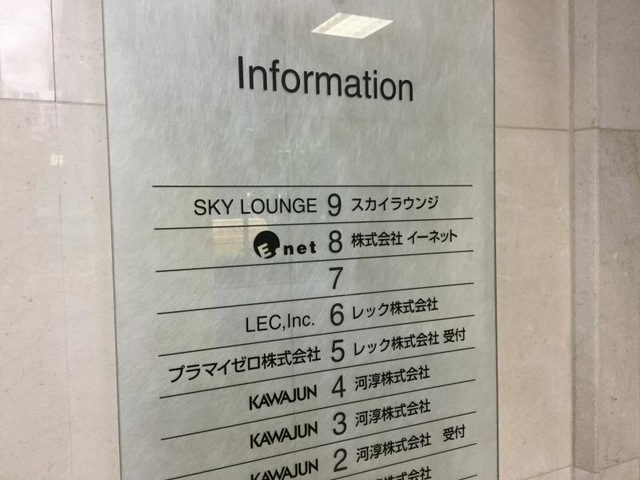 Information
SKY LOUNGE 9 スカイラウンジ
Enet 8 株式会社 イーネット
7
LEC,Inc. 6 レック株式会社
プラマイゼロ株式会社 5 レック株式会社 受付
KAWAJUN 4 河淳株式会社
KAWAJUN 3 河淳株式会社
KAWAJUN 2 河淳株式会社 受付